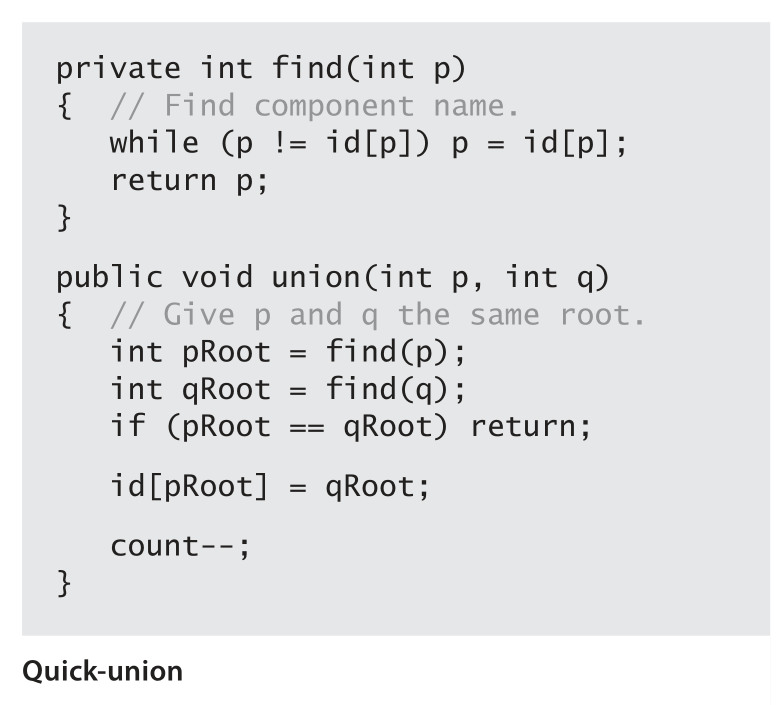 private int find(int p)
{  // Find component name.
   while (p != id[p]) p = id[p];
   return p;
}
public void union(int p, int q)
{  // Give p and q the same root.
   int pRoot = find(p);
   int qRoot = find(q);
   if (pRoot == qRoot) return;
   id[pRoot] = qRoot;
   count--;
}
Quick-union